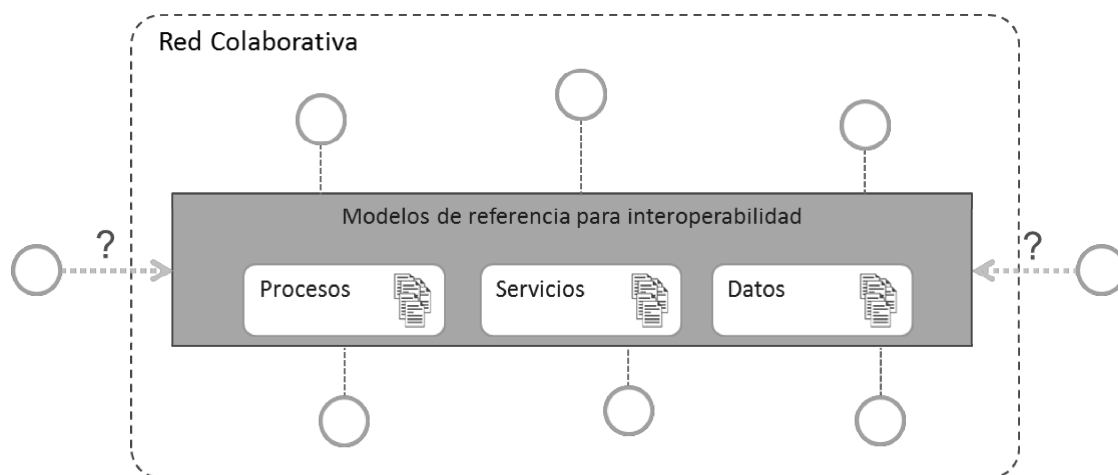 Red Colaborativa
Modelos de referencia para interoperabilidad
?
?
Procesos
Servicios
Datos